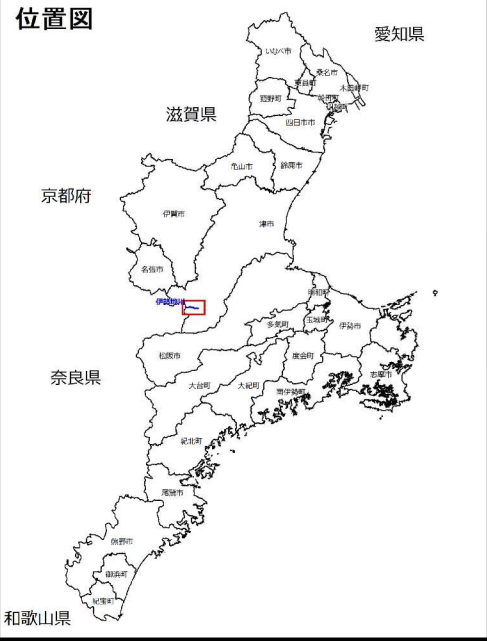 位置図
愛知県
いなべ市
桑名市
木曽岬町
東員町
菰野町
朝日町
川越町
四日市市
滋賀県
亀山市
鈴鹿市
京都府
伊賀市
津市
名張市
伊勢地川
明和町
玉城町
伊勢市
多気町
松阪市
度会町
奈良県
大台町
大紀町
南伊勢町
志摩市
紀北町
尾鷲市
熊野市
御浜町
紀宝町
和歌山県